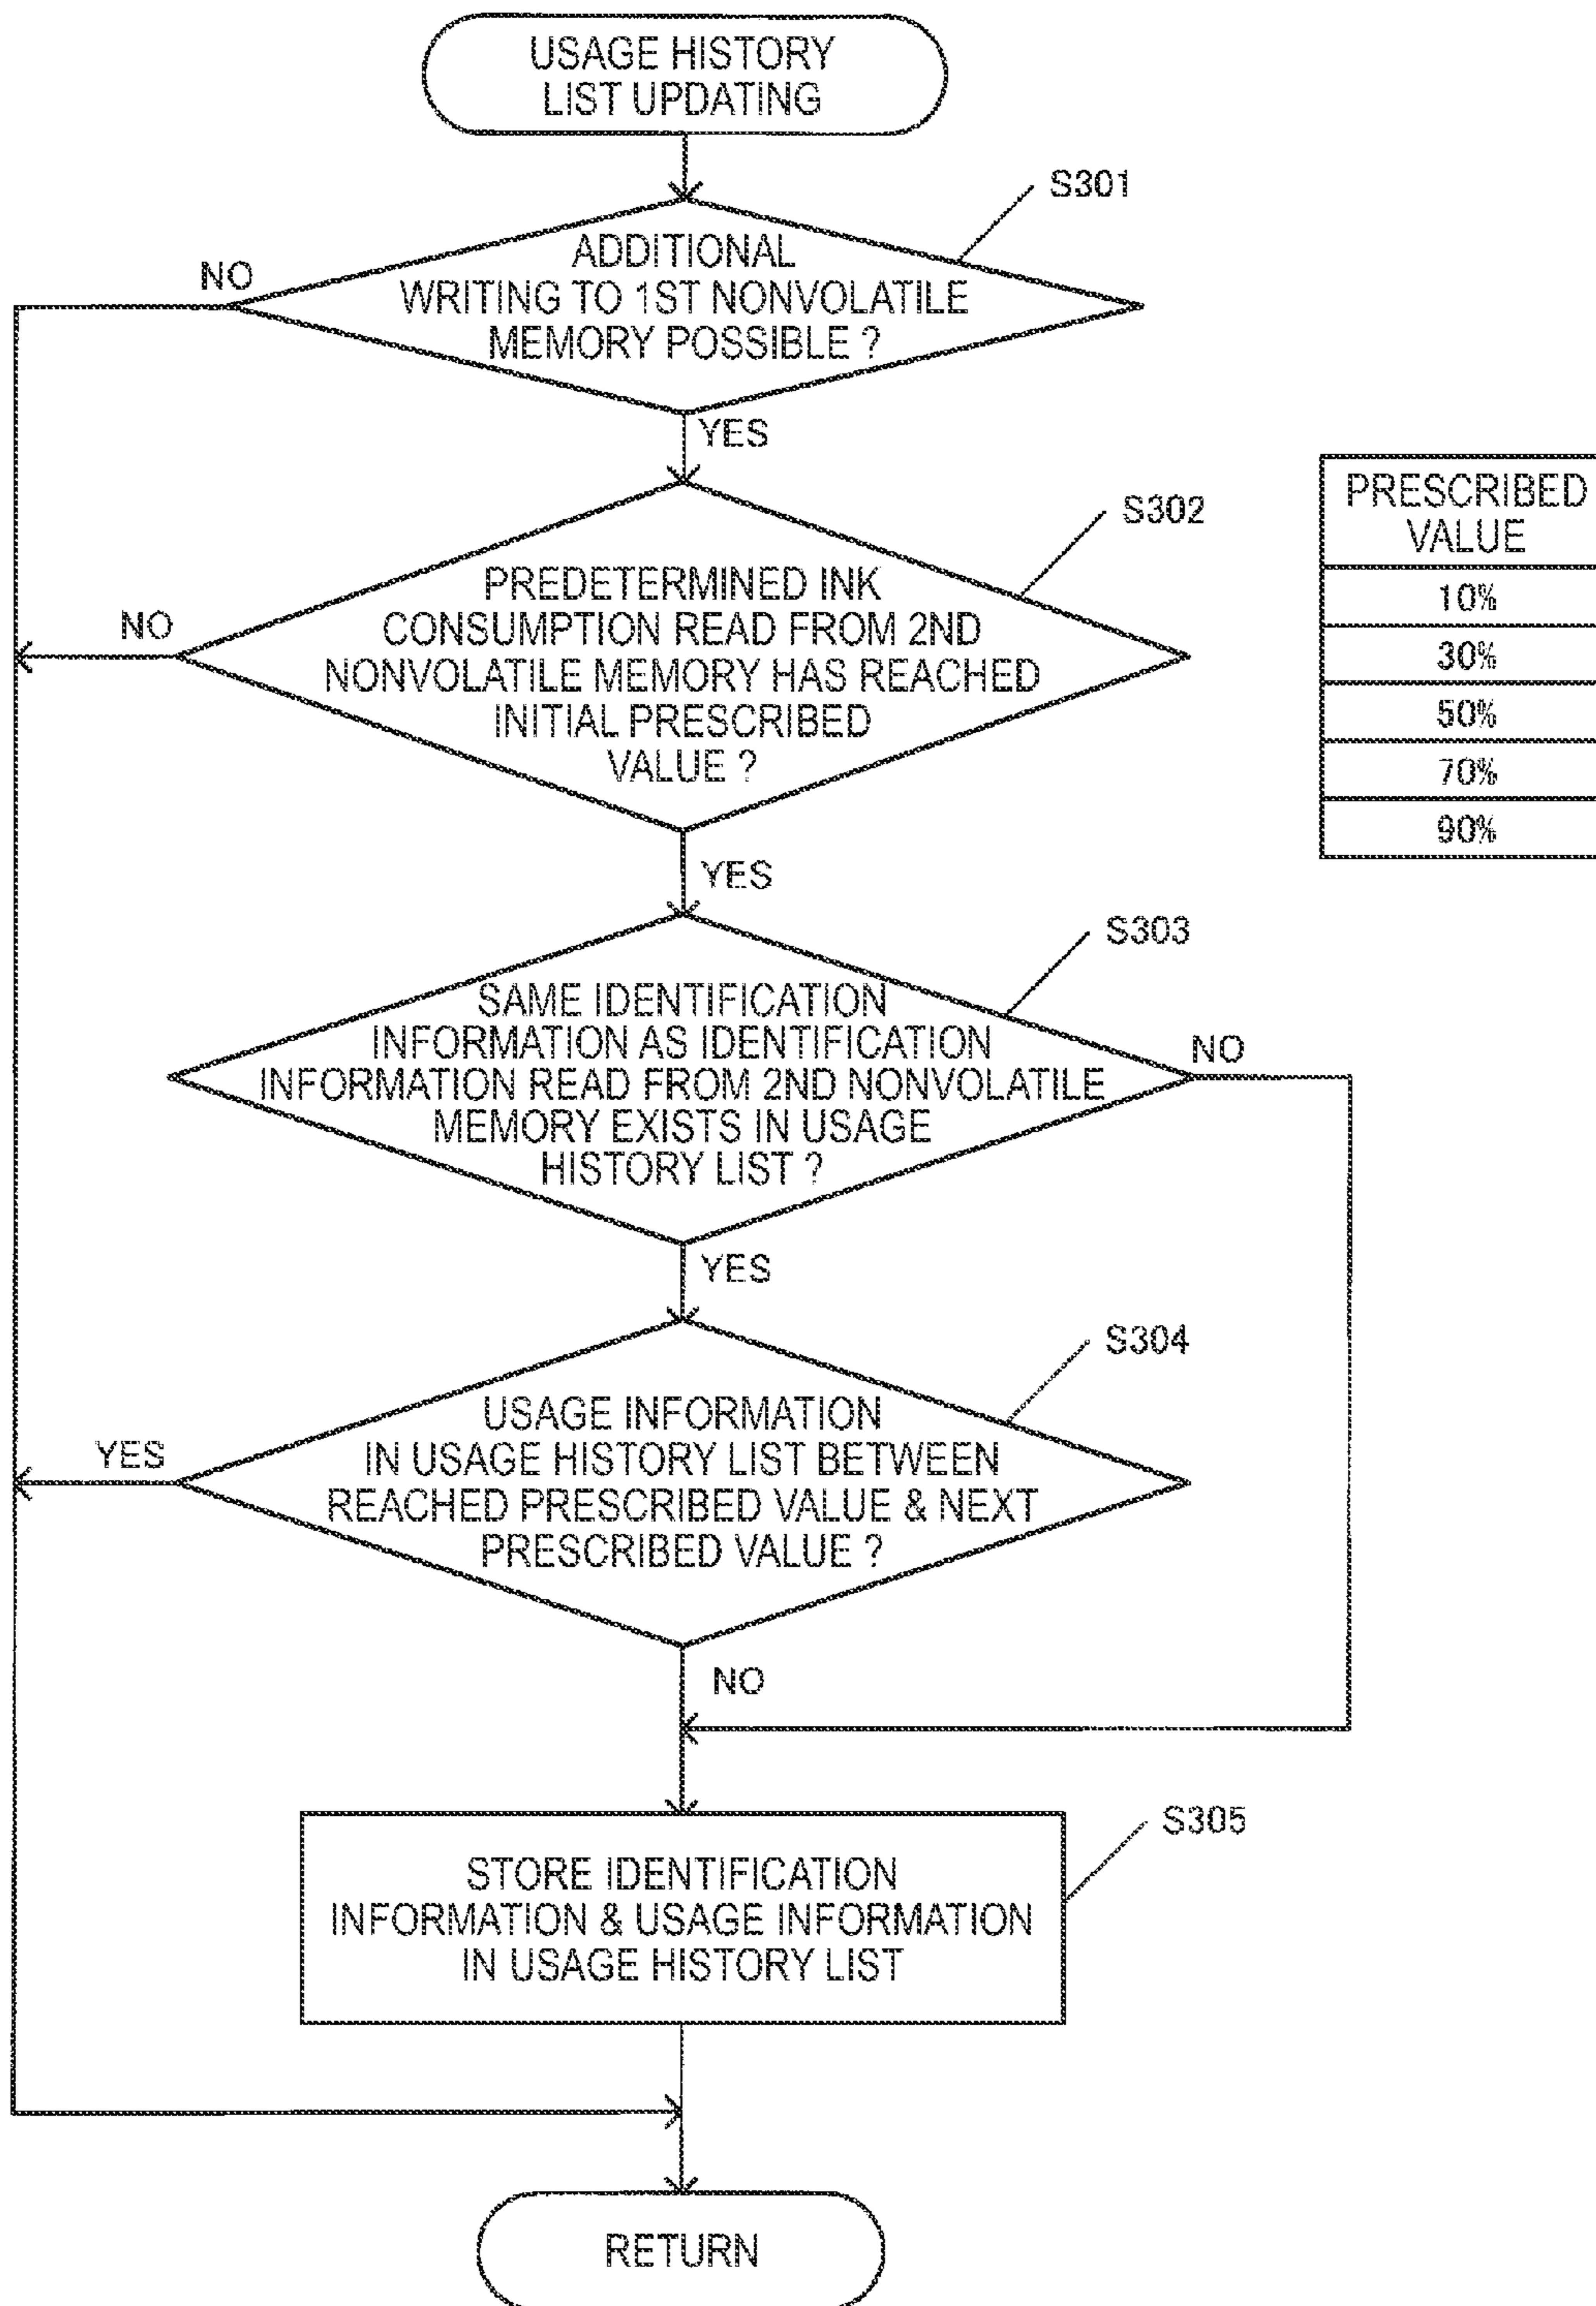 USAGE HISTORY
LIST UPDATING
S301
ADDITIONAL
WRITING TO 1ST NONVOLATILE
MEMORY POSSIBLE ?
NO
YES
S302
PREDETERMINED INK
CONSUMPTION READ FROM 2ND
NONVOLATILE MEMORY HAS REACHED
INITIAL PRESCRIBED
VALUE ?
NO
YES
PRESCRIBED
VALUE
10%
30%
50%
70%
90%
S303
SAME IDENTIFICATION
INFORMATION AS IDENTIFICATION
INFORMATION READ FROM 2ND NONVOLATILE
MEMORY EXISTS IN USAGE
HISTORY LIST ?
NO
YES
S304
USAGE INFORMATION
IN USAGE HISTORY LIST BETWEEN
REACHED PRESCRIBED VALUE & NEXT
PRESCRIBED VALUE ?
YES
NO
S305
STORE IDENTIFICATION
INFORMATION & USAGE INFORMATION
IN USAGE HISTORY LIST
RETURN